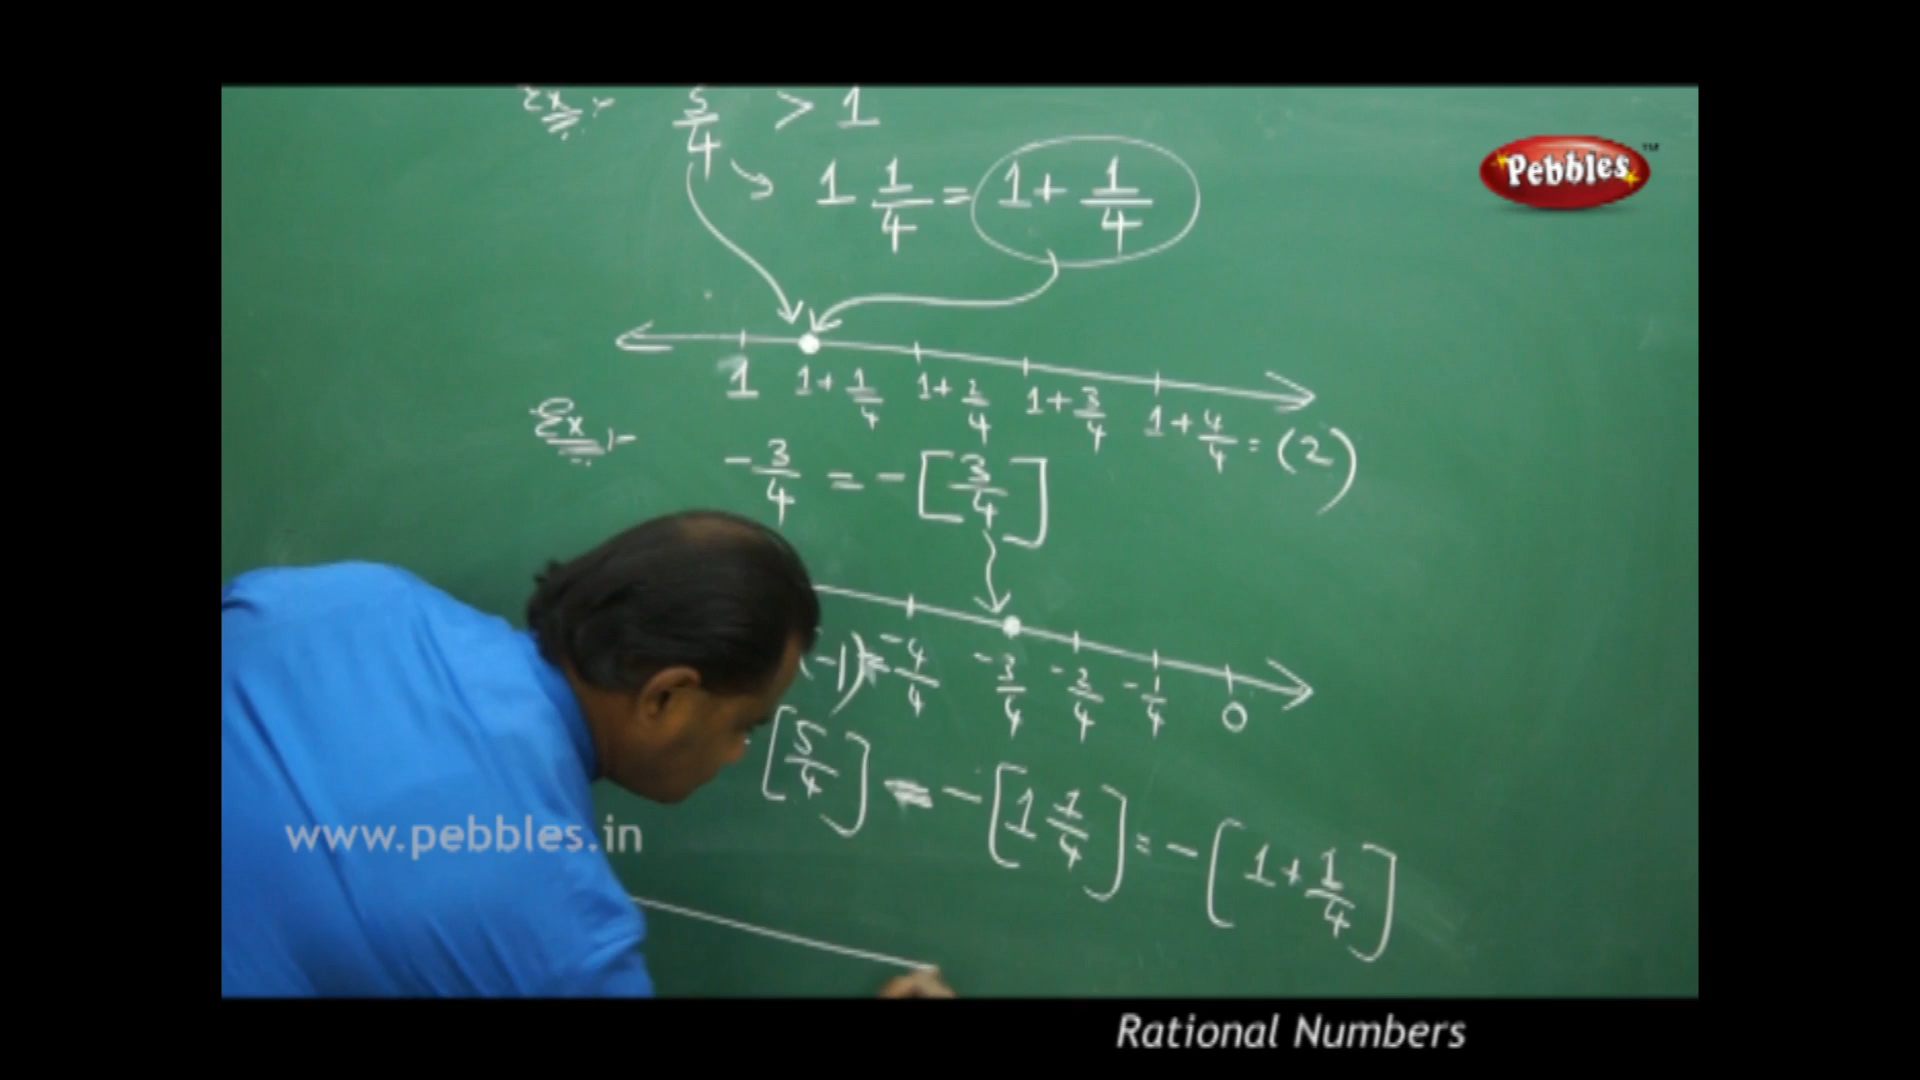 Ex :- 5/4 > 1
1 1/4 = 1 + 1/4
Pebbles™
1 1+1/4 1+2/4 1+3/4 1+4/4 = (2)
Ex :-
-3/4 = -[3/4]
(-1) = -4/4 -3/4 -2/4 -1/4 0
[5/4] = -[1 1/4] = -[1+1/4]
www.pebbles.in
Rational Numbers